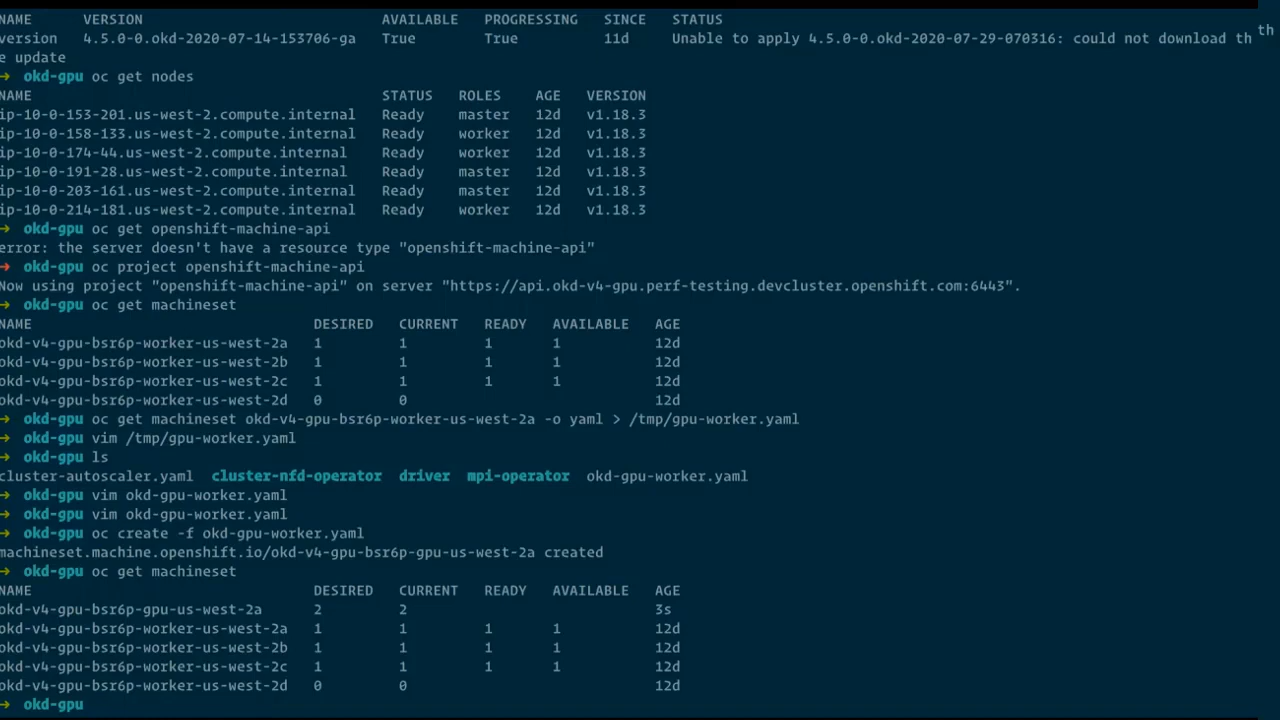 NAME VERSION AVAILABLE PROGRESSING SINCE STATUS
version 4.5.0-0.okd-2020-07-14-153706-ga True True 11d Unable to apply 4.5.0-0.okd-2020-07-29-070316: could not download th
th
e update
→ okd-gpu oc get nodes
NAME STATUS ROLES AGE VERSION
ip-10-0-153-201.us-west-2.compute.internal Ready master 12d v1.18.3
ip-10-0-158-133.us-west-2.compute.internal Ready worker 12d v1.18.3
ip-10-0-174-44.us-west-2.compute.internal Ready worker 12d v1.18.3
ip-10-0-191-28.us-west-2.compute.internal Ready master 12d v1.18.3
ip-10-0-203-161.us-west-2.compute.internal Ready master 12d v1.18.3
ip-10-0-214-181.us-west-2.compute.internal Ready worker 12d v1.18.3
→ okd-gpu oc get openshift-machine-api
error: the server doesn't have a resource type "openshift-machine-api"
→ okd-gpu oc project openshift-machine-api
Now using project "openshift-machine-api" on server "https://api.okd-v4-gpu.perf-testing.devcluster.openshift.com:6443".
→ okd-gpu oc get machineset
NAME DESIRED CURRENT READY AVAILABLE AGE
okd-v4-gpu-bsr6p-worker-us-west-2a 1 1 1 1 12d
okd-v4-gpu-bsr6p-worker-us-west-2b 1 1 1 1 12d
okd-v4-gpu-bsr6p-worker-us-west-2c 1 1 1 1 12d
okd-v4-gpu-bsr6p-worker-us-west-2d 0 0 12d
→ okd-gpu oc get machineset okd-v4-gpu-bsr6p-worker-us-west-2a -o yaml > /tmp/gpu-worker.yaml
→ okd-gpu vim /tmp/gpu-worker.yaml
→ okd-gpu ls
cluster-autoscaler.yaml cluster-nfd-operator driver mpi-operator okd-gpu-worker.yaml
→ okd-gpu vim okd-gpu-worker.yaml
→ okd-gpu vim okd-gpu-worker.yaml
→ okd-gpu oc create -f okd-gpu-worker.yaml
machineset.machine.openshift.io/okd-v4-gpu-bsr6p-gpu-us-west-2a created
→ okd-gpu oc get machineset
NAME DESIRED CURRENT READY AVAILABLE AGE
okd-v4-gpu-bsr6p-gpu-us-west-2a 2 2 3s
okd-v4-gpu-bsr6p-worker-us-west-2a 1 1 1 1 12d
okd-v4-gpu-bsr6p-worker-us-west-2b 1 1 1 1 12d
okd-v4-gpu-bsr6p-worker-us-west-2c 1 1 1 1 12d
okd-v4-gpu-bsr6p-worker-us-west-2d 0 0 12d
→ okd-gpu